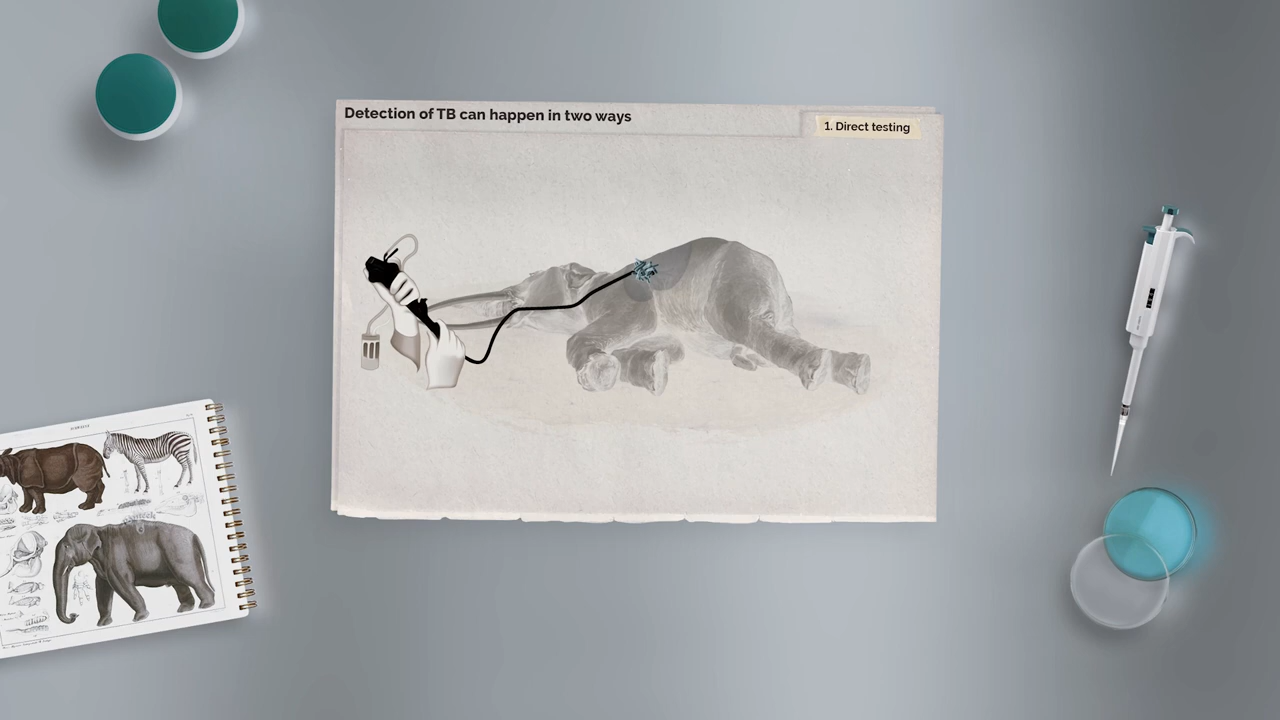 Detection of TB can happen in two ways
1. Direct testing